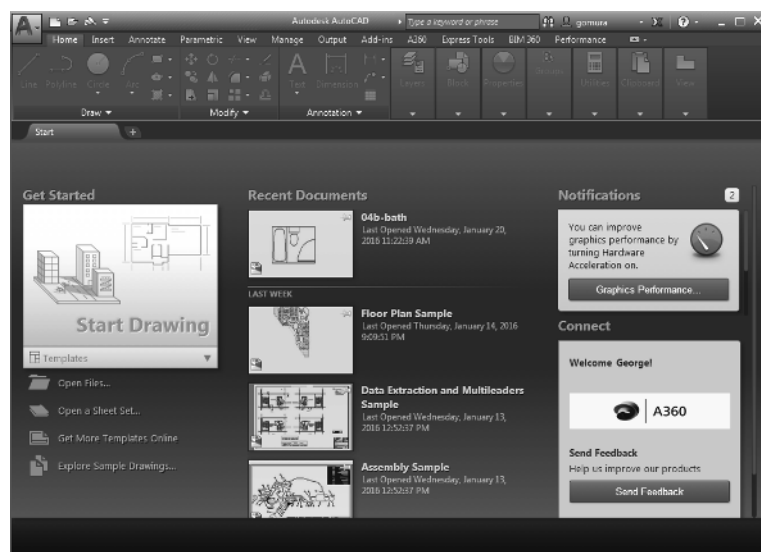 Autodesk AutoCAD
Type a keyword or phrase
gomura
Home Insert Annotate Parametric View Manage Output Add-ins A360 Express Tools BIM 360 Performance
Line Polyline Circle Arc
Text Dimension
Layers Block Properties Utilities Clipboard View
Draw Modify Annotation
Start
Get Started
Start Drawing
Templates
Open Files...
Open a Sheet Set...
Get More Templates Online
Explore Sample Drawings...
Recent Documents
04b-bath
Last Opened Wednesday, January 20,
2016 11:22:39 AM
LAST WEEK
Floor Plan Sample
Last Opened Thursday, January 14, 2016
9:09:51 PM
Data Extraction and Multileaders
Sample
Last Opened Wednesday, January 13,
2016 12:52:37 PM
Assembly Sample
Last Opened Wednesday, January 13,
2016 12:52:37 PM
Notifications
2
You can improve
graphics performance by
turning Hardware
Acceleration on.
Graphics Performance...
Connect
Welcome George!
A360
Send Feedback
Help us improve our products
Send Feedback